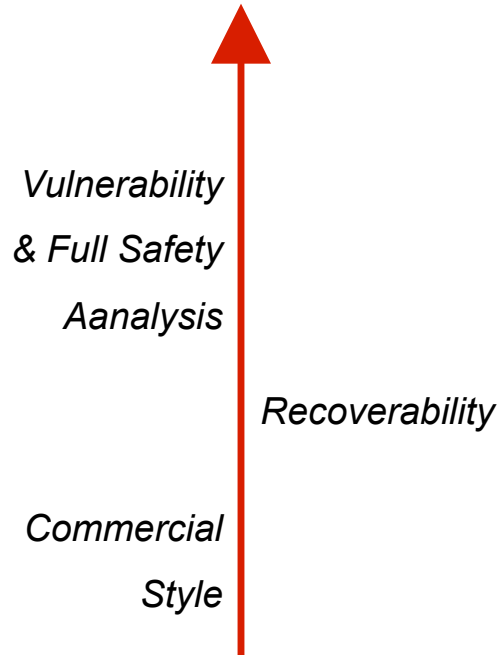 Vulnerability
& Full Safety
Aanalysis
Recoverability
Commercial
Style